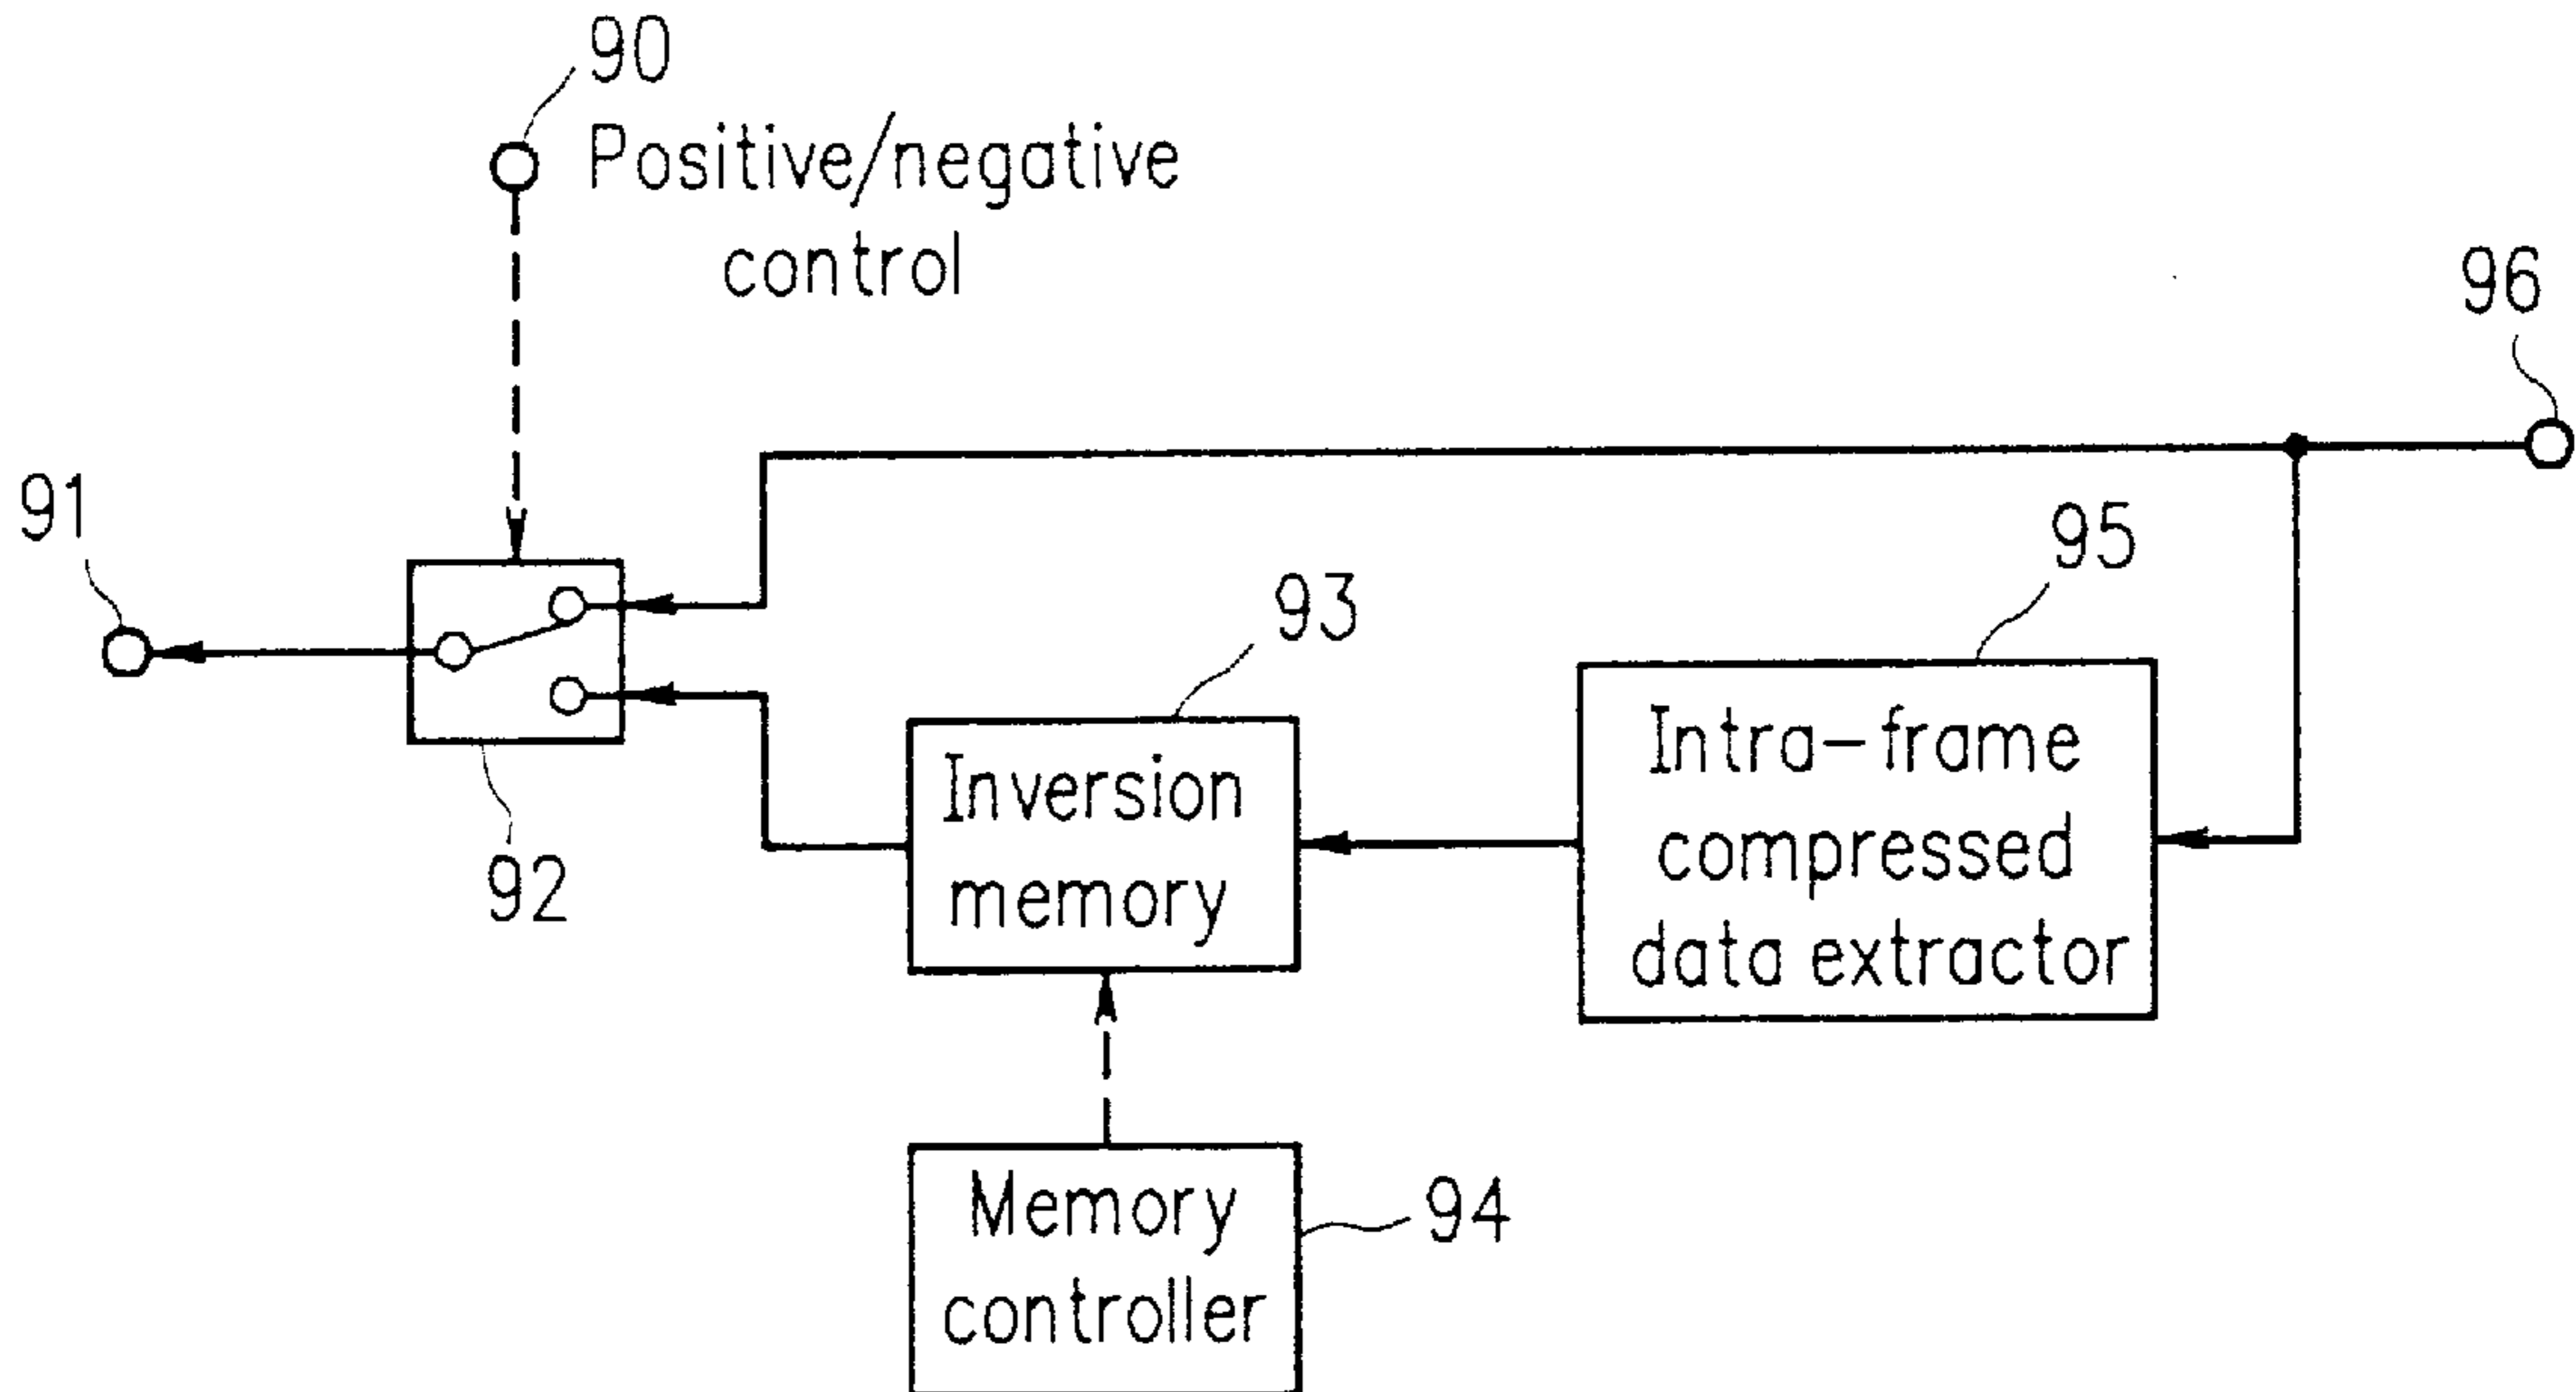 90
Positive/negative
control
96
91
95
93
Intra-frame
compressed
data extractor
Inversion
memory
92
Memory
controller
94